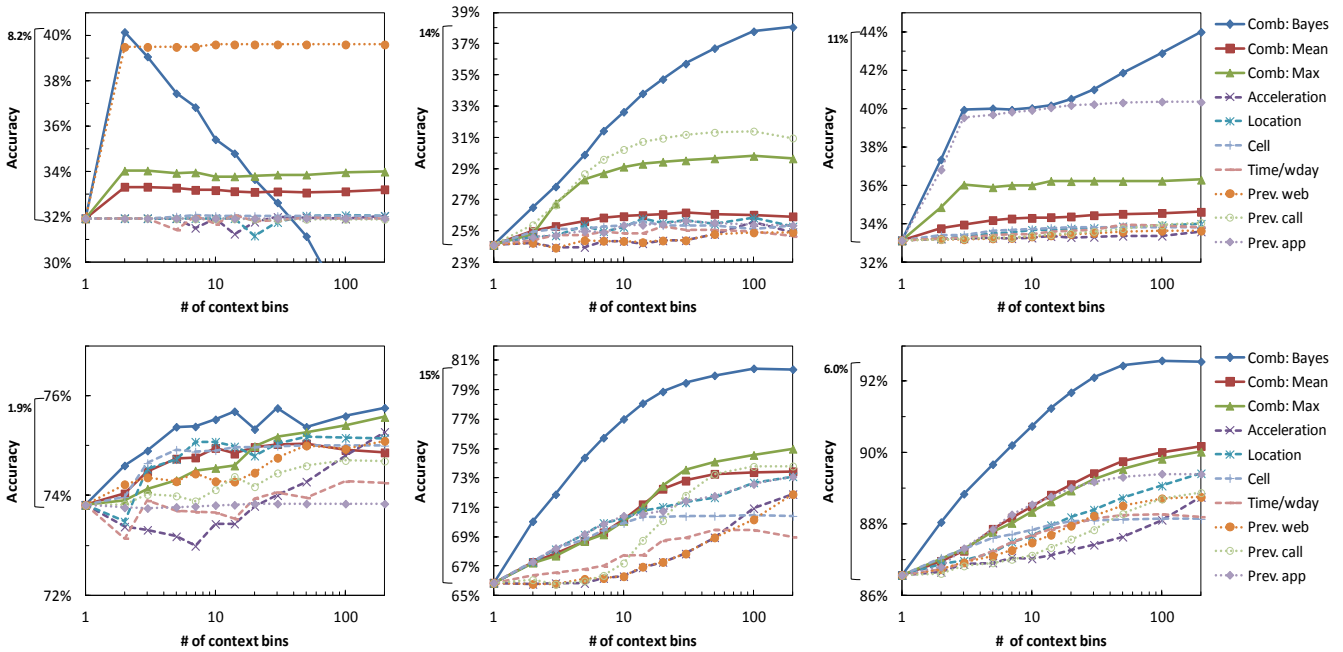 8.2%
Accuracy
40%
38%
36%
34%
32%
30%
1
10
100
# of context bins
14%
Accuracy
39%
37%
35%
33%
31%
29%
27%
25%
23%
1
10
100
# of context bins
11%
Accuracy
44%
42%
40%
38%
36%
34%
32%
1
10
100
# of context bins
Comb: Bayes
Comb: Mean
Comb: Max
Acceleration
Location
Cell
Time/wday
Prev. web
Prev. call
Prev. app
1.9%
Accuracy
76%
74%
72%
1
10
100
# of context bins
15%
Accuracy
81%
79%
77%
75%
73%
71%
69%
67%
65%
1
10
100
# of context bins
6.0%
Accuracy
92%
90%
88%
86%
1
10
100
# of context bins
Comb: Bayes
Comb: Mean
Comb: Max
Acceleration
Location
Cell
Time/wday
Prev. web
Prev. call
Prev. app